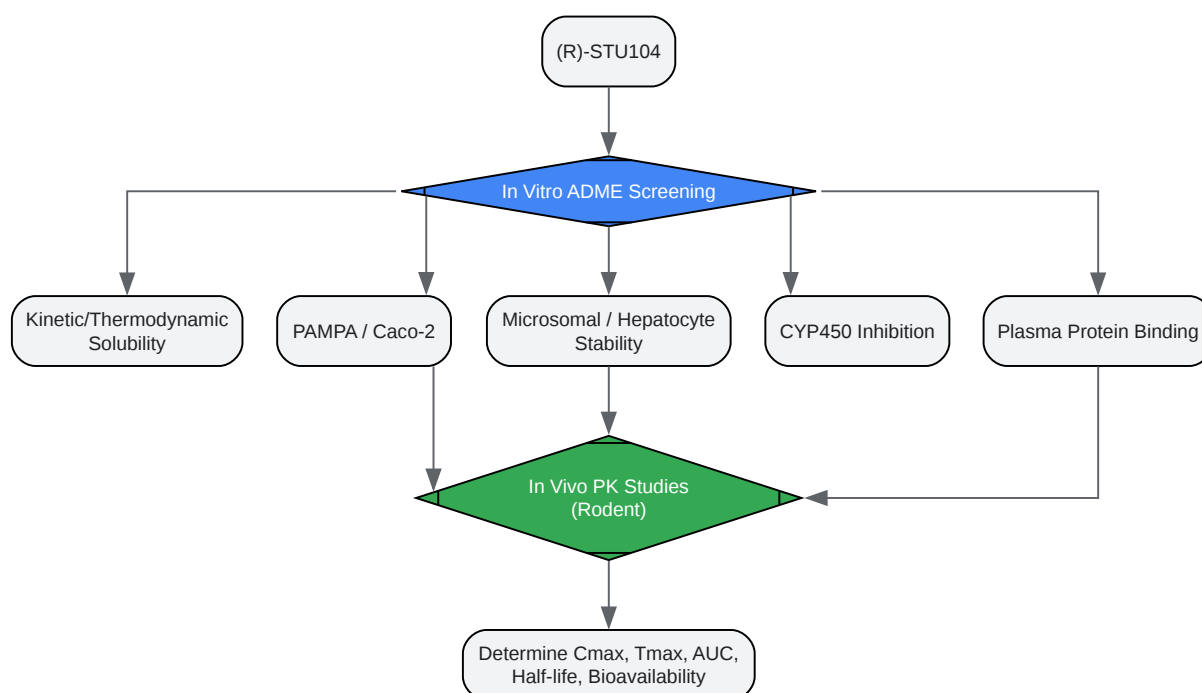 (R)-STU104
In Vitro ADME Screening
Kinetic/Thermodynamic
Solubility
PAMPA / Caco-2
Microsomal / Hepatocyte
Stability
CYP450 Inhibition
Plasma Protein Binding
In Vivo PK Studies
(Rodent)
Determine Cmax, Tmax, AUC,
Half-life, Bioavailability